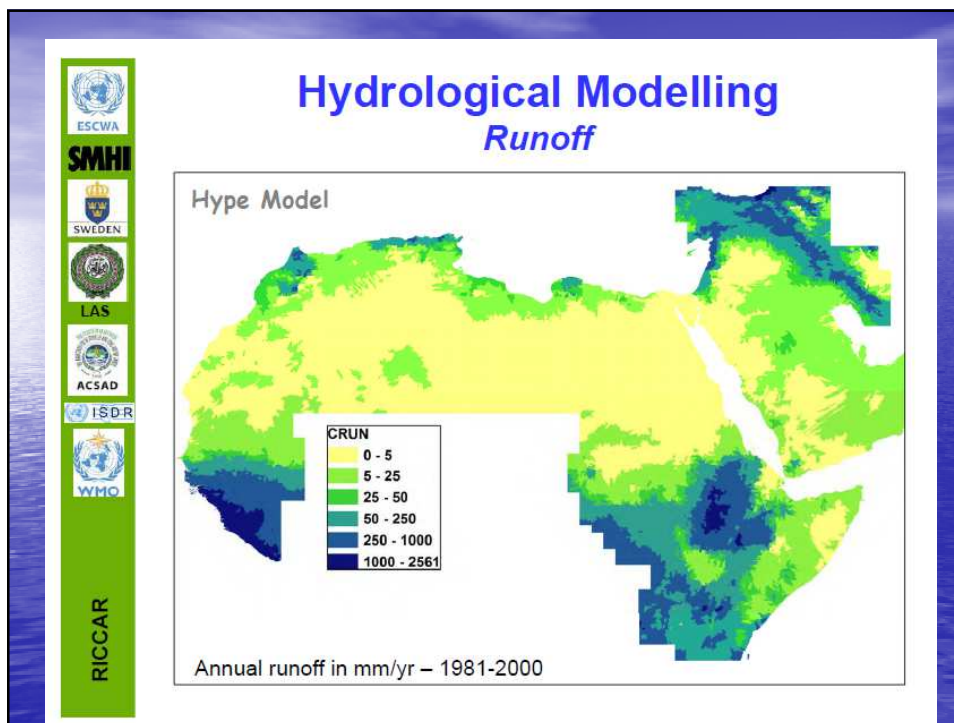 Hydrological Modelling
Runoff
ESCWA
SMHI
SWEDEN
LAS
ACSAD
ISDR
WMO
RICCAR
Hype Model
CRUN
0 - 5
5 - 25
25 - 50
50 - 250
250 - 1000
1000 - 2561
Annual runoff in mm/yr – 1981-2000